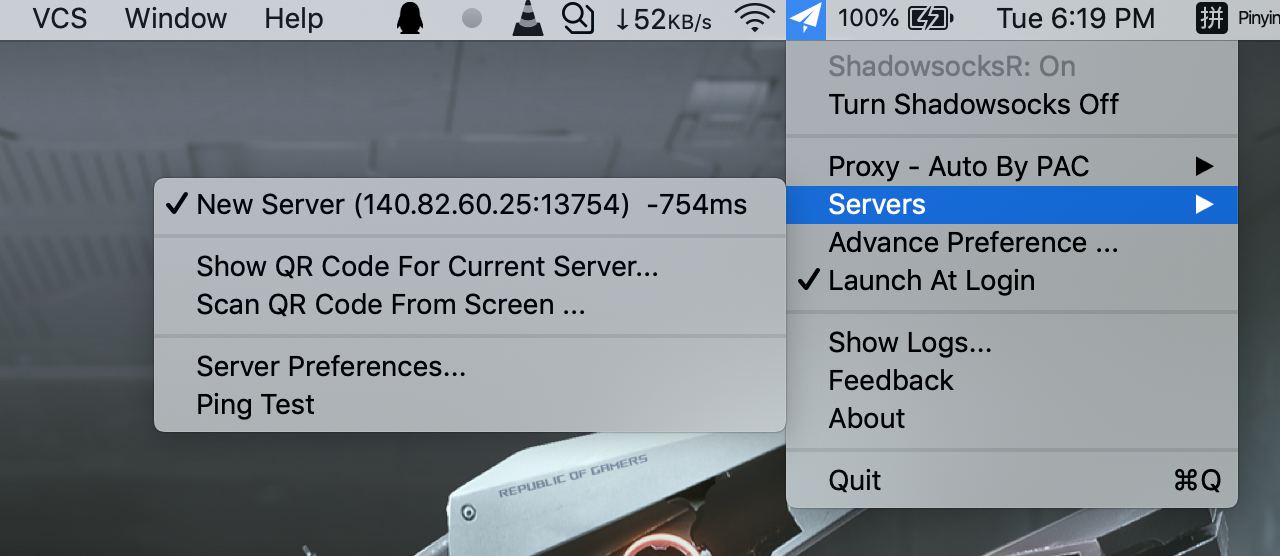 VCS Window Help ↓52KB/s 100% Tue 6:19 PM 拼 Pinyin
ShadowsocksR: On
Turn Shadowsocks Off
Proxy - Auto By PAC
Servers
Advance Preference ...
Launch At Login
Show Logs...
Feedback
About
Quit ⌘Q
New Server (140.82.60.25:13754) -754ms
Show QR Code For Current Server...
Scan QR Code From Screen ...
Server Preferences...
Ping Test
REPUBLIC OF GAMERS